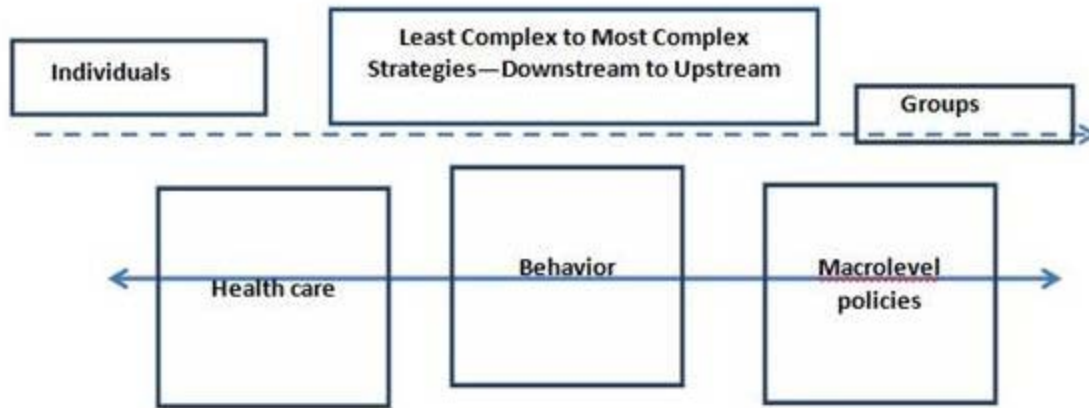 Individuals
Least Complex to Most Complex
Strategies—Downstream to Upstream
Groups
Health care
Behavior
Macrolevel
policies